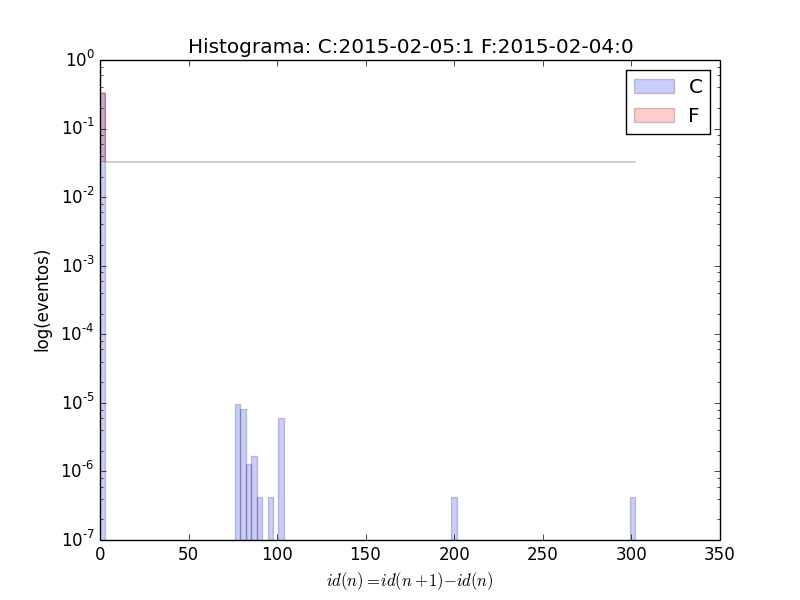 Histograma: C:2015-02-05:1 F:2015-02-04:0
C
F
10^0
10^-1
10^-2
10^-3
10^-4
10^-5
10^-6
10^-7
log(eventos)
0 50 100 150 200 250 300 350
id(n) = id(n+1) − id(n)